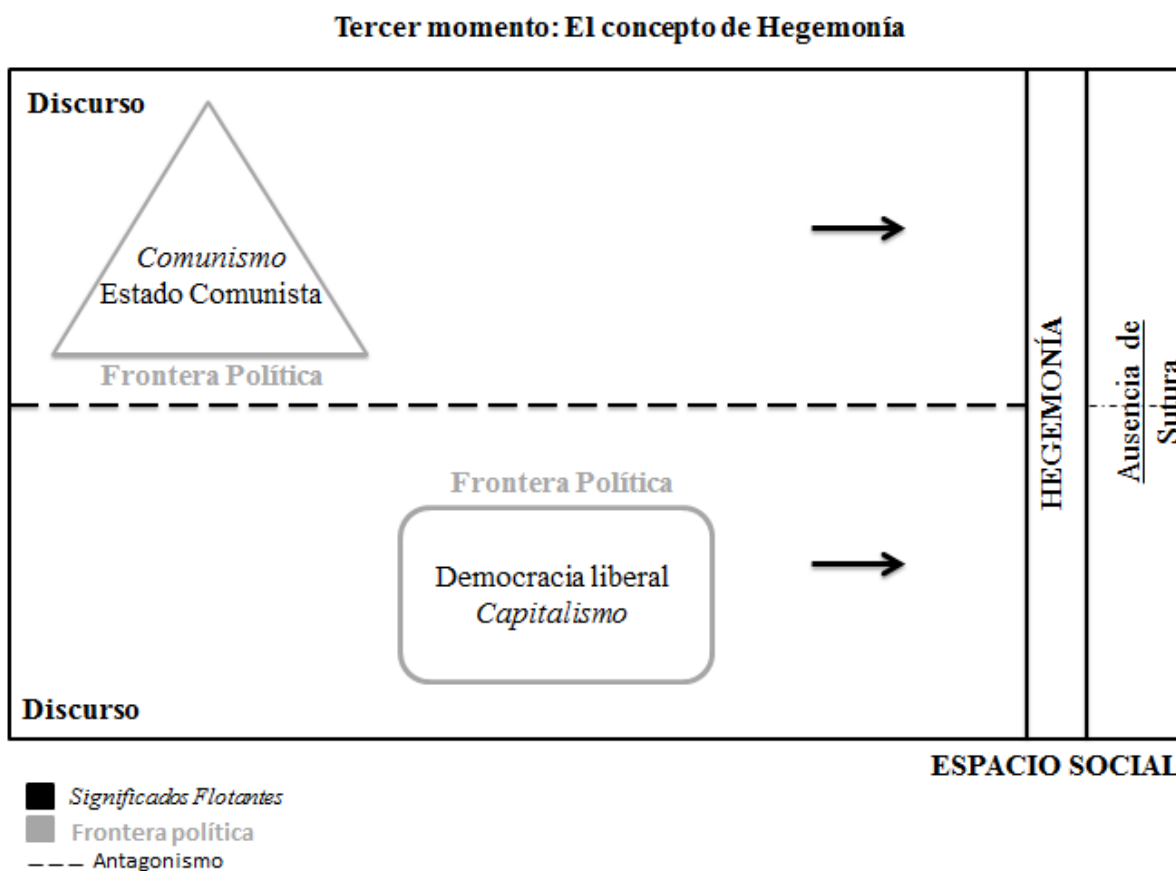 Tercer momento: El concepto de Hegemonía
Discurso
Comunismo
Estado Comunista
Frontera Política
Frontera Política
Democracia liberal
Capitalismo
Discurso
HEGEMONÍA
Ausencia de
Sutura
ESPACIO SOCIAL
Significados Flotantes
Frontera política
Antagonismo